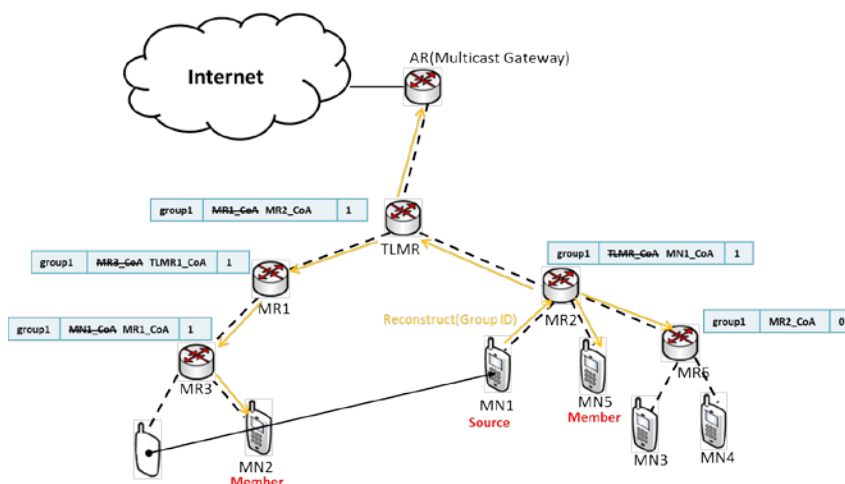 AR(Multicast Gateway)
Internet
group1 MR1_CoA MR2_CoA 1
TLMR
group1 MR3_CoA TLMR1_CoA 1
group1 TLMR_CoA MN1_CoA 1
MR1
MR2
Reconstruct(Group ID)
group1 MN1_CoA MR1_CoA 1
group1 MR2_CoA 0
MR3
MR5
MN1
MN5
Source
Member
MN2
MN3
MN4
Member